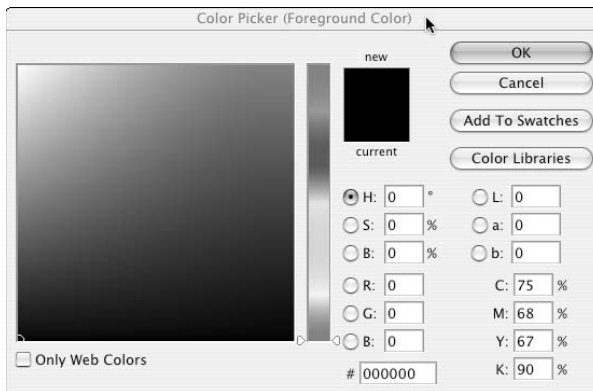 Color Picker (Foreground Color)
new
current
OK
Cancel
Add To Swatches
Color Libraries
H: 0 °
S: 0 %
B: 0 %
R: 0
G: 0
B: 0
# 000000
L: 0
a: 0
b: 0
C: 75 %
M: 68 %
Y: 67 %
K: 90 %
Only Web Colors